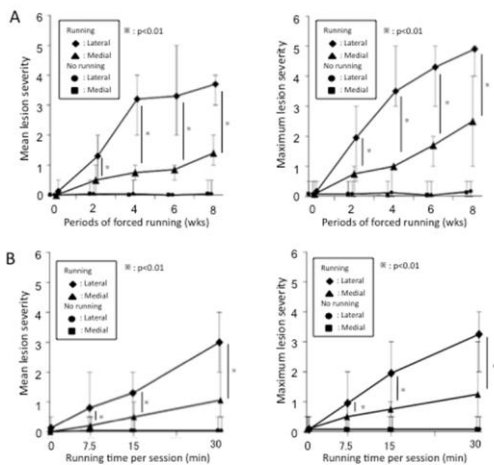 A
Mean lesion severity
6
5
4
3
2
1
0
Running
: Lateral
: Medial
No running
: Lateral
: Medial
※: p<0.01
※
※
※
※
0 2 4 6 8
Periods of forced running (wks)
Maximum lesion severity
6
5
4
3
2
1
0
Running
: Lateral
: Medial
No running
: Lateral
: Medial
※: p<0.01
※
※
※
※
0 2 4 6 8
Periods of forced running (wks)
B
Mean lesion severity
6
5
4
3
2
1
0
Running
: Lateral
: Medial
No running
: Lateral
: Medial
※: p<0.01
※
※
※
0 7.5 15 30
Running time per session (min)
Maximum lesion severity
6
5
4
3
2
1
0
Running
: Lateral
: Medial
No running
: Lateral
: Medial
※: p<0.01
※
※
※
0 7.5 15 30
Running time per session (min)